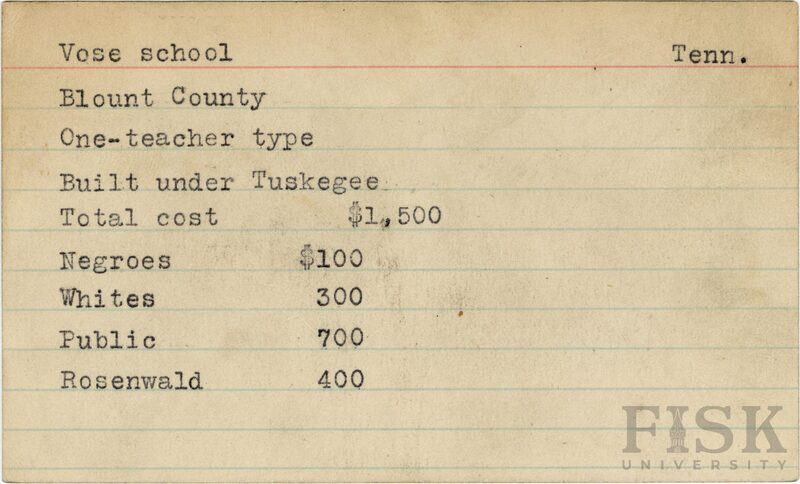 Vose school Tenn.
Blount County
One-teacher type
Built under Tuskegee
Total cost $1,500
Negroes $100
Whites 300
Public 700
Rosenwald 400
FISK
UNIVERSITY